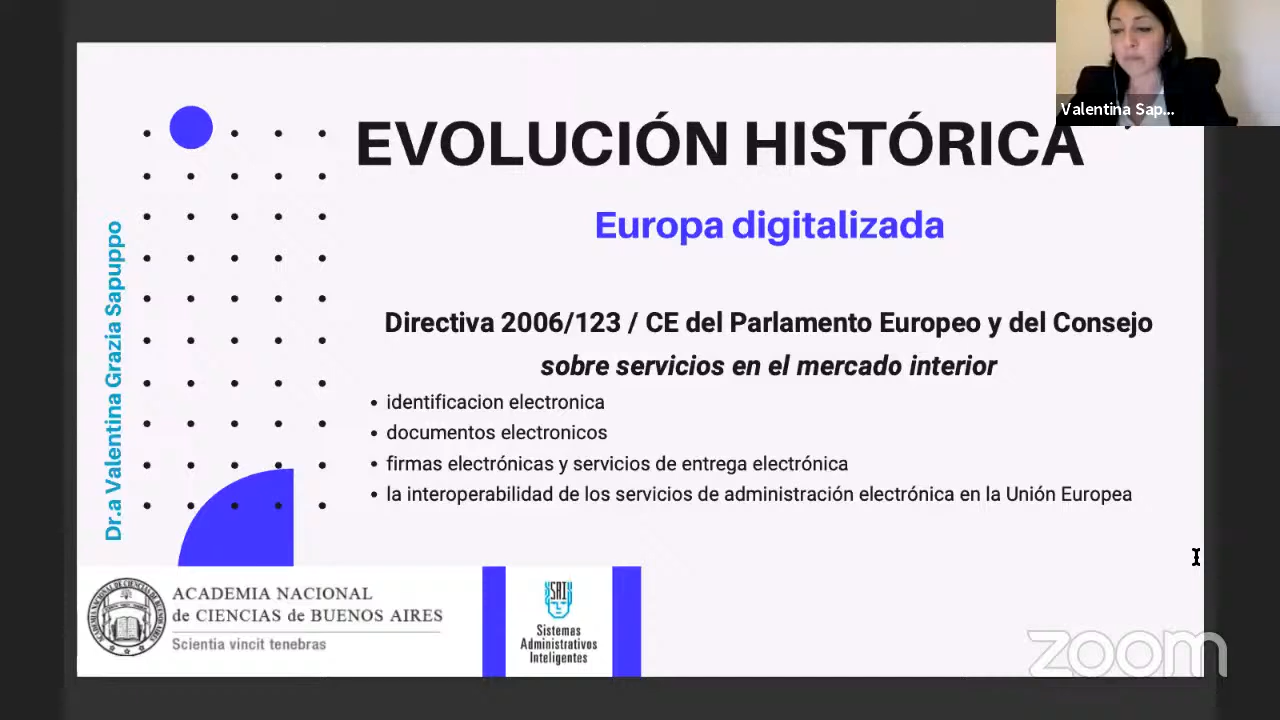 Valentina Sap...
EVOLUCIÓN HISTÓRICA
Europa digitalizada
Dr.a Valentina Grazia Sapuppo
Directiva 2006/123 / CE del Parlamento Europeo y del Consejo
sobre servicios en el mercado interior
• identificacion electronica
• documentos electronicos
• firmas electrónicas y servicios de entrega electrónica
• la interoperabilidad de los servicios de administración electrónica en la Unión Europea
ACADEMIA NACIONAL
de CIENCIAS de BUENOS AIRES
Scientia vincit tenebras
SAI
Sistemas
Administrativos
Inteligentes
zoom